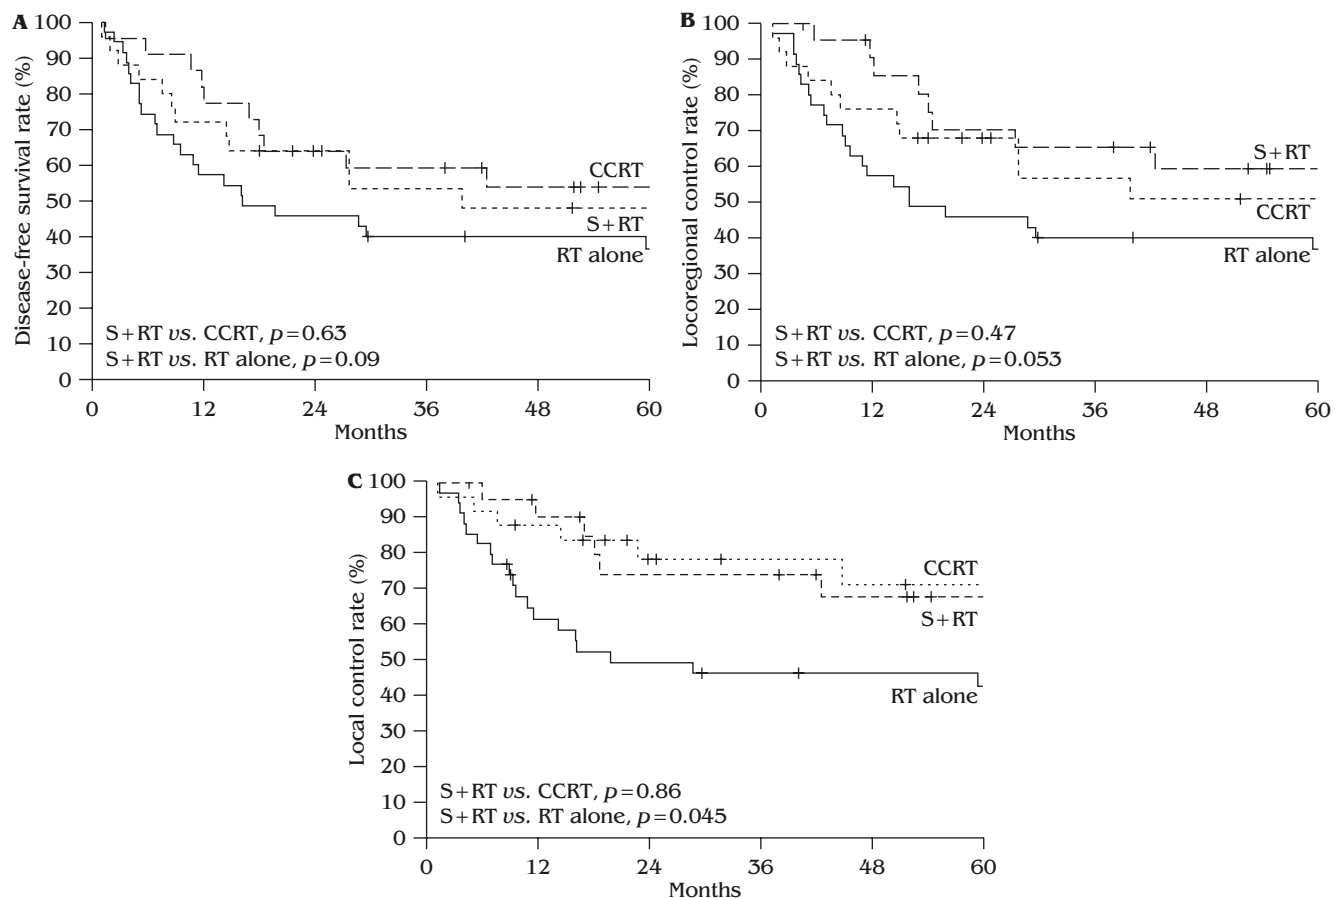 A
100
90
80
70
60
50
40
30
20
10
0
Disease-free survival rate (%)
CCRT
S+RT
RT alone
S+RT vs. CCRT, p=0.63
S+RT vs. RT alone, p=0.09
0 12 24 36 48 60
Months
B
100
90
80
70
60
50
40
30
20
10
0
Locoregional control rate (%)
S+RT
CCRT
RT alone
S+RT vs. CCRT, p=0.47
S+RT vs. RT alone, p=0.053
0 12 24 36 48 60
Months
C
100
90
80
70
60
50
40
30
20
10
0
Local control rate (%)
CCRT
S+RT
RT alone
S+RT vs. CCRT, p=0.86
S+RT vs. RT alone, p=0.045
0 12 24 36 48 60
Months